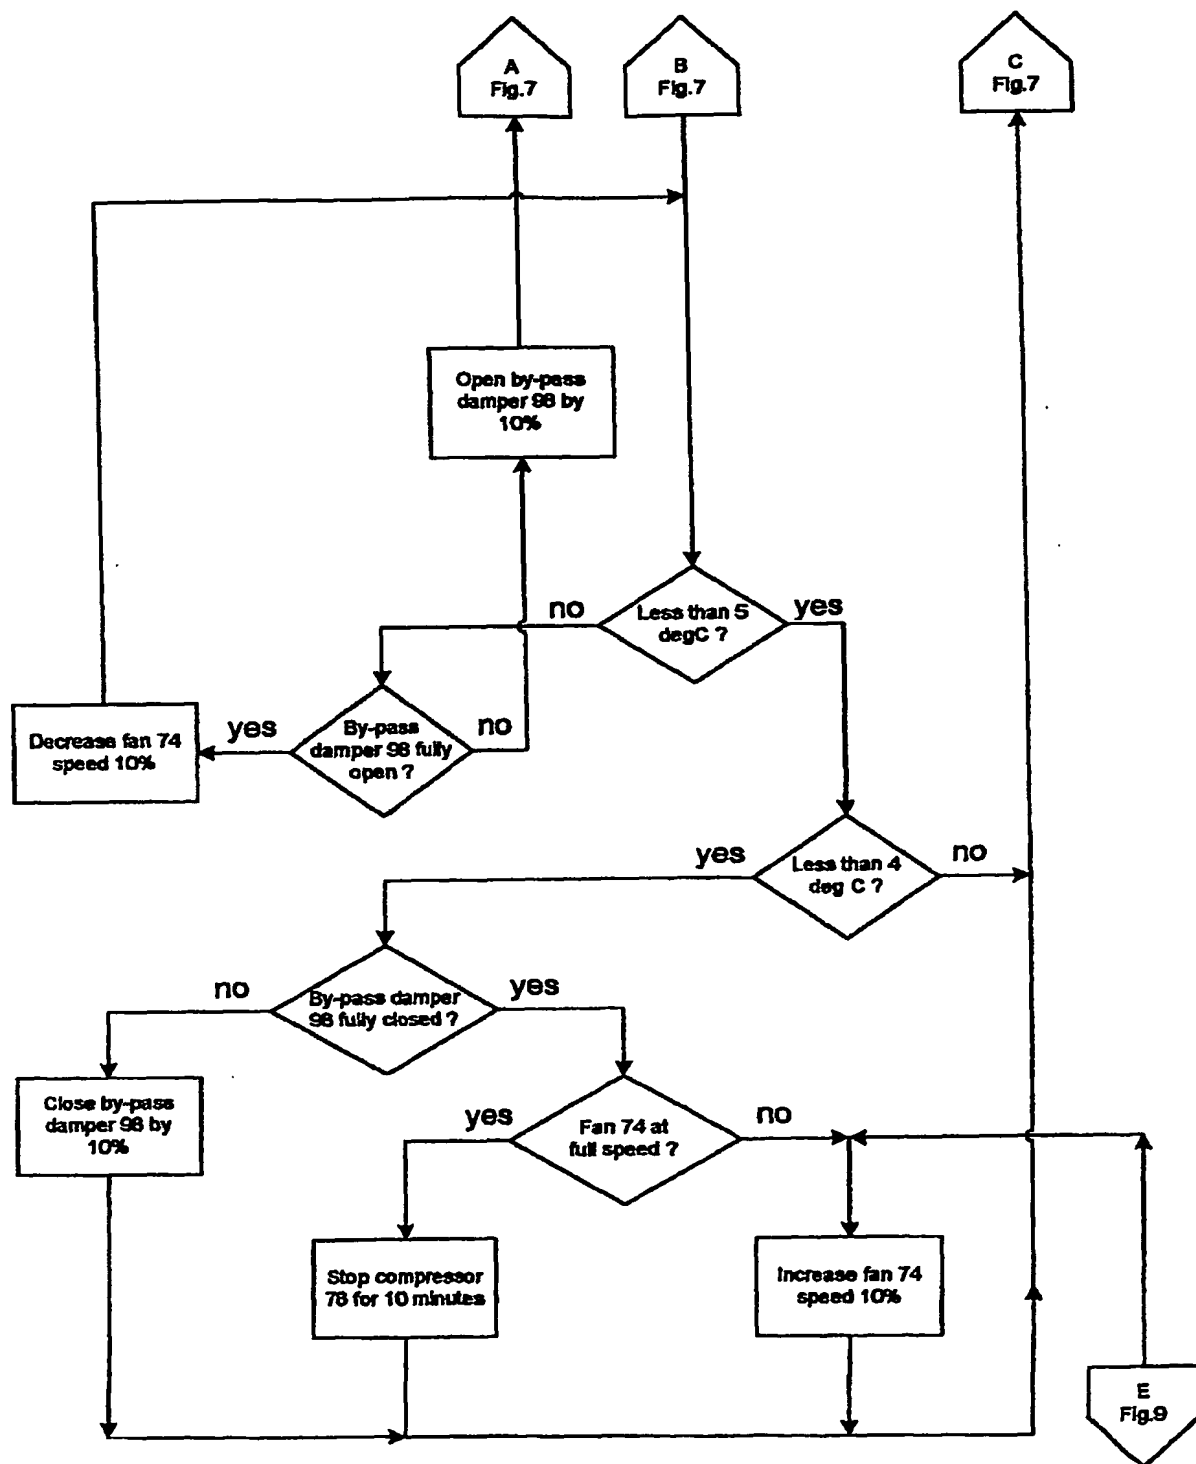 A
Fig.7
B
Fig.7
C
Fig.7
Open by-pass
damper 98 by
10%
no
Less than 5
degC ?
yes
Decrease fan 74
speed 10%
yes
By-pass
damper 98 fully
open ?
no
yes
Less than 4
deg C ?
no
no
By-pass damper
98 fully closed ?
yes
Close by-pass
damper 98 by
10%
yes
Fan 74 at
full speed ?
no
Stop compressor
78 for 10 minutes
Increase fan 74
speed 10%
E
Fig.9